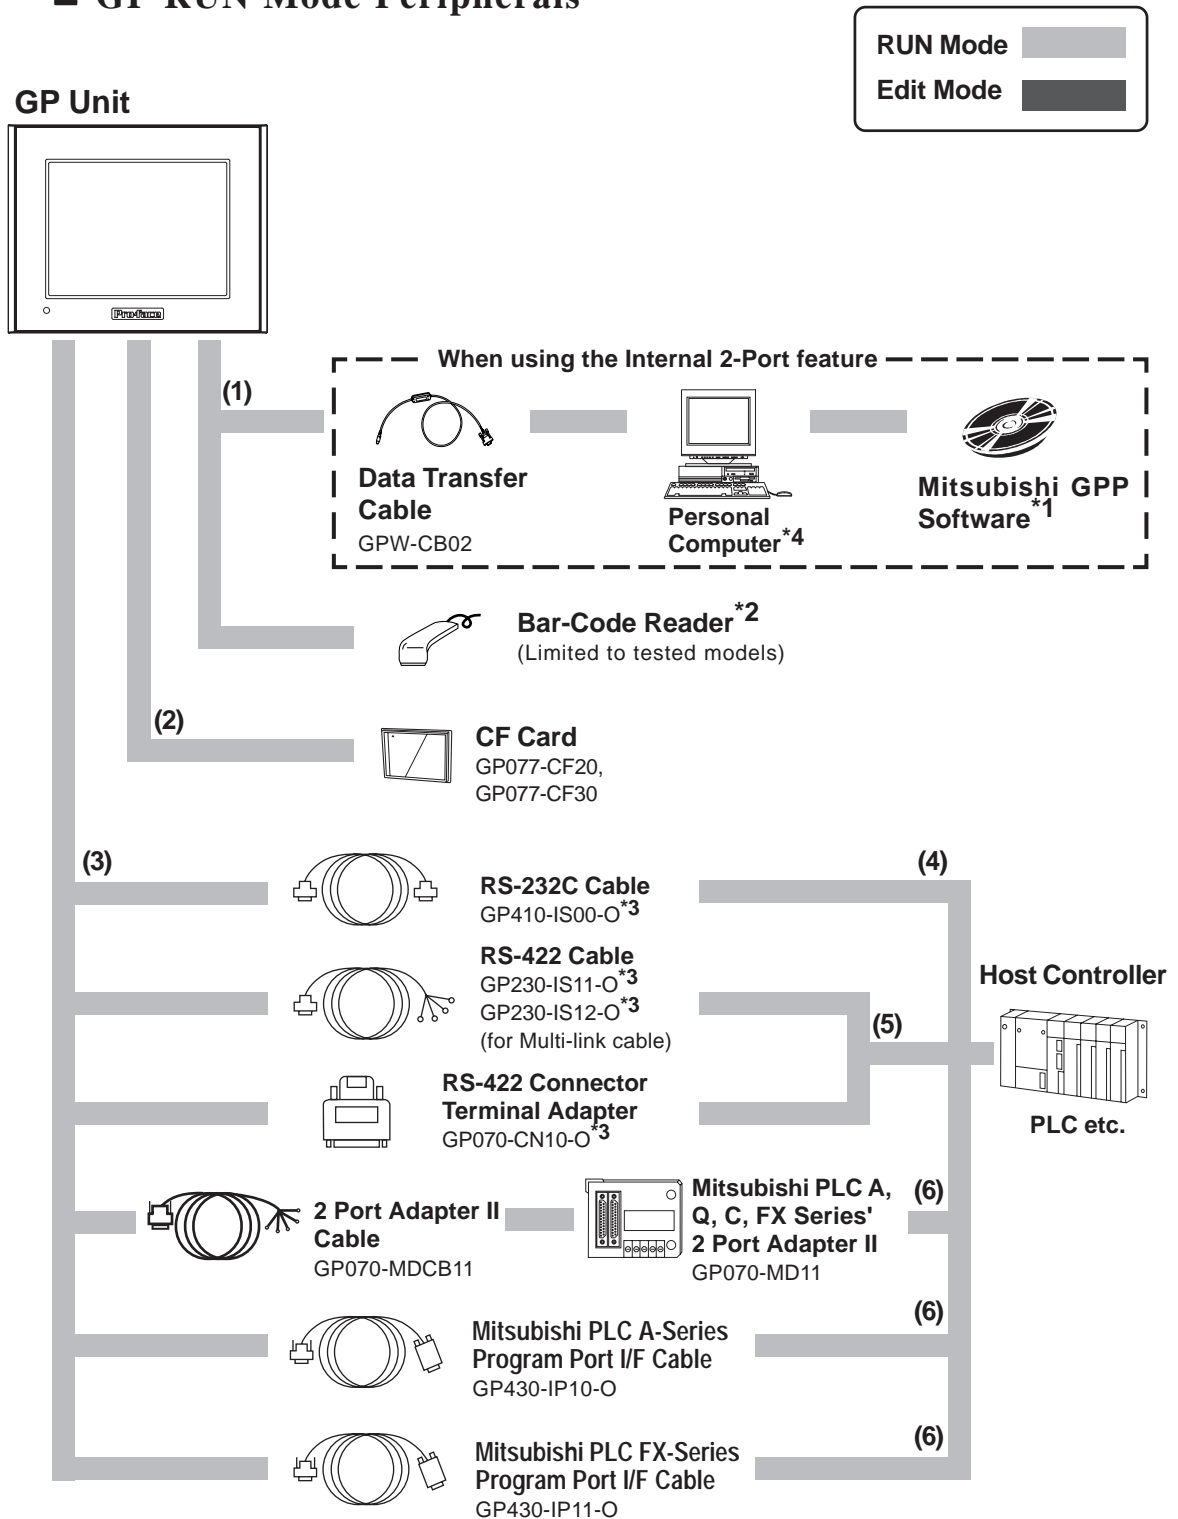 GP RUN Mode Peripherals
RUN Mode
Edit Mode
GP Unit
Pro-face
When using the Internal 2-Port feature
(1)
Data Transfer
Cable
GPW-CB02
Personal
Computer*4
Mitsubishi GPP
Software*1
Bar-Code Reader*2
(Limited to tested models)
(2)
CF Card
GP077-CF20,
GP077-CF30
(3)
(4)
RS-232C Cable
GP410-IS00-O*3
RS-422 Cable
GP230-IS11-O*3
GP230-IS12-O*3
(for Multi-link cable)
(5)
Host Controller
PLC etc.
RS-422 Connector
Terminal Adapter
GP070-CN10-O*3
2 Port Adapter II
Cable
GP070-MDCB11
Mitsubishi PLC A,
Q, C, FX Series'
2 Port Adapter II
GP070-MD11
(6)
Mitsubishi PLC A-Series
Program Port I/F Cable
GP430-IP10-O
(6)
Mitsubishi PLC FX-Series
Program Port I/F Cable
GP430-IP11-O
(6)